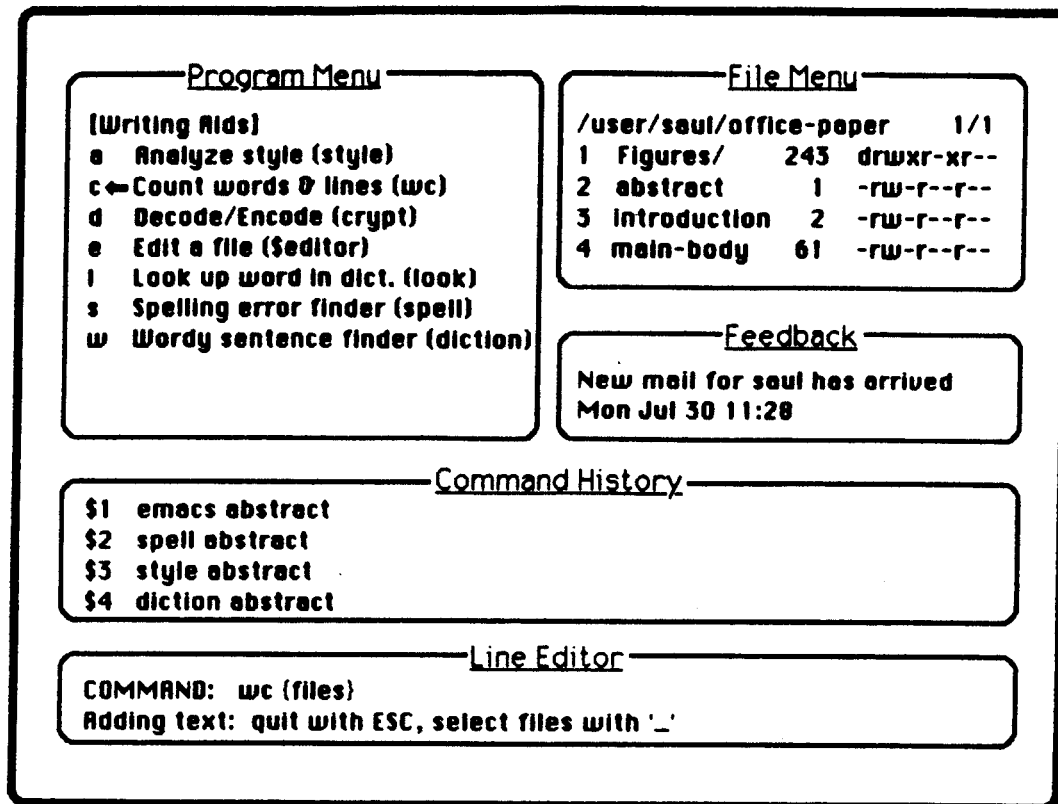 Program Menu
[Writing Aids]
a Analyze style (style)
c⬅Count words & lines (wc)
d Decode/Encode (crypt)
e Edit a file ($editor)
l Look up word in dict. (look)
s Spelling error finder (spell)
w Wordy sentence finder (diction)
File Menu
/user/saul/office-paper 1/1
1 Figures/ 243 drwxr-xr--
2 abstract 1 -rw-r--r--
3 introduction 2 -rw-r--r--
4 main-body 61 -rw-r--r--
Feedback
New mail for saul has arrived
Mon Jul 30 11:28
Command History
$1 emacs abstract
$2 spell abstract
$3 style abstract
$4 diction abstract
Line Editor
COMMAND: wc {files}
Adding text: quit with ESC, select files with '_'